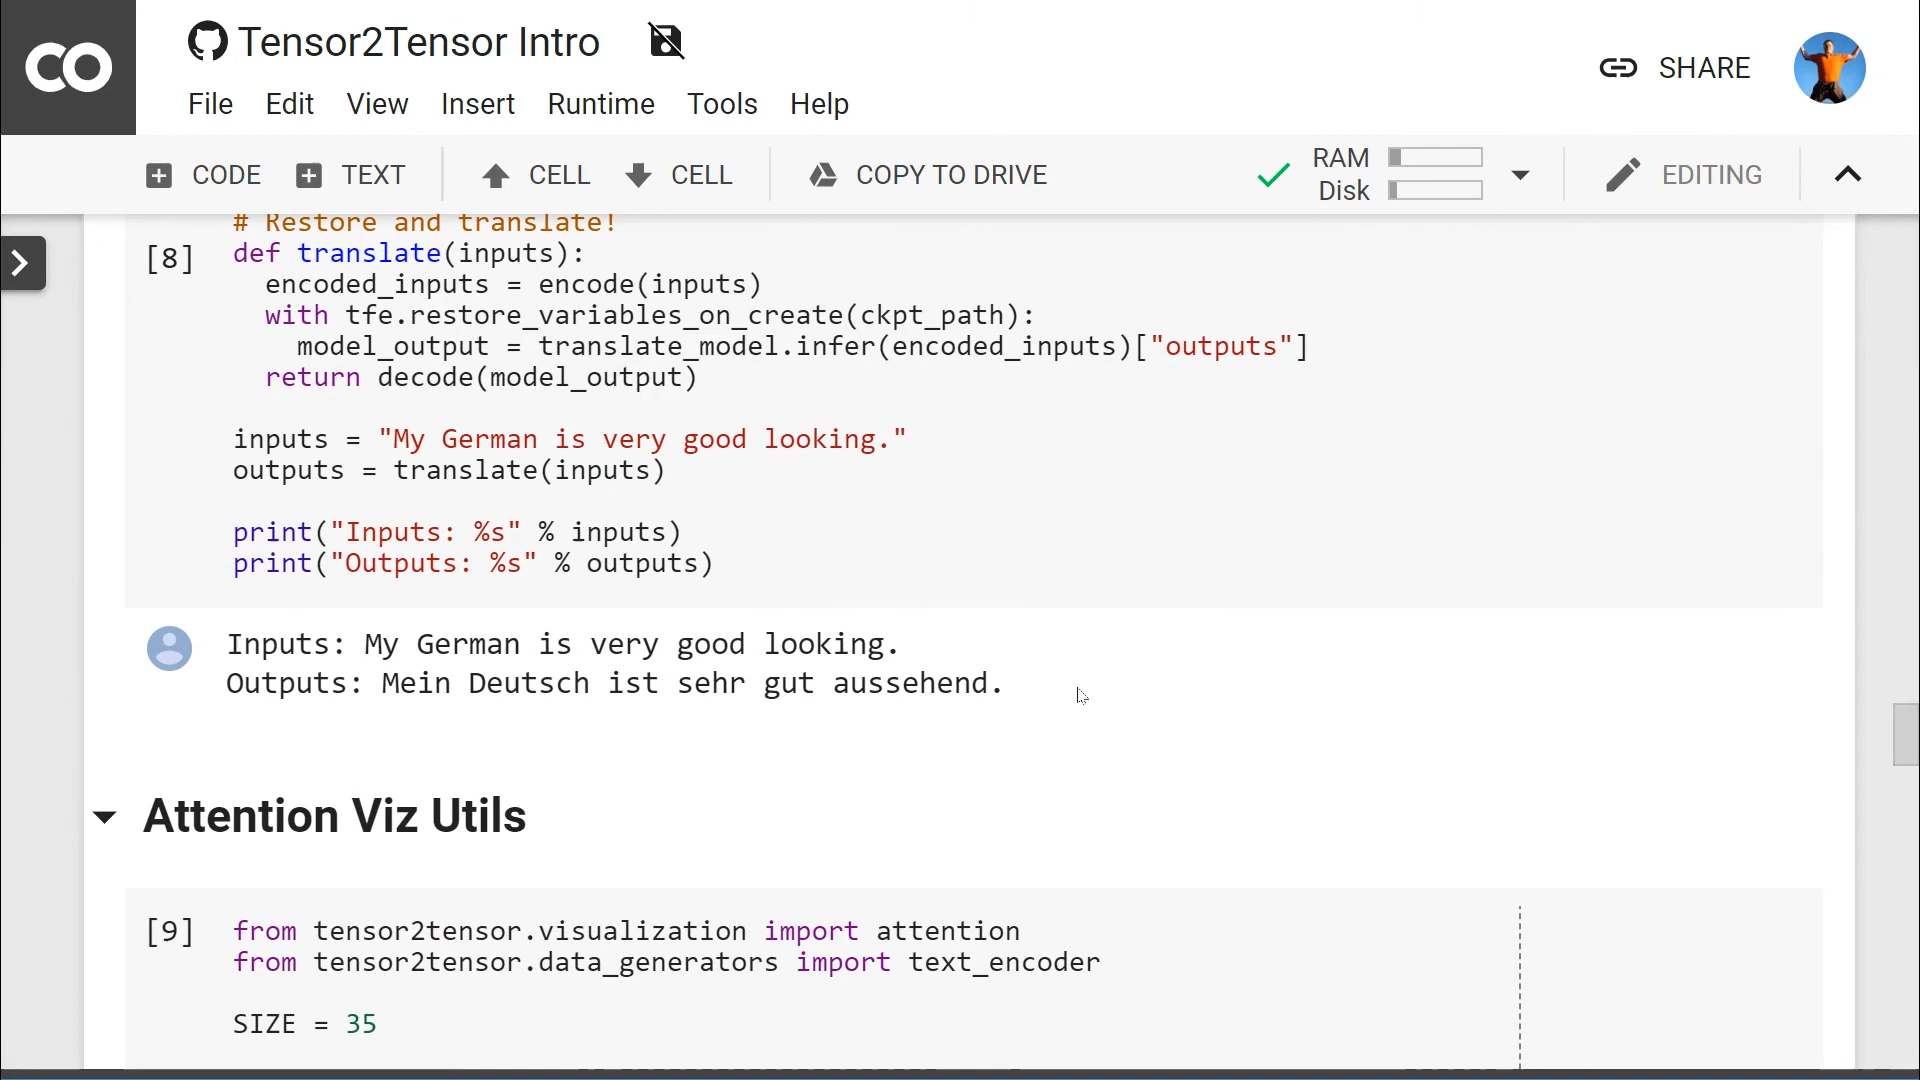 Tensor2Tensor Intro
File Edit View Insert Runtime Tools Help
SHARE
CODE TEXT CELL CELL COPY TO DRIVE
RAM
Disk
EDITING
# Restore and translate!
[8] def translate(inputs):
encoded_inputs = encode(inputs)
with tfe.restore_variables_on_create(ckpt_path):
model_output = translate_model.infer(encoded_inputs)["outputs"]
return decode(model_output)
inputs = "My German is very good looking."
outputs = translate(inputs)
print("Inputs: %s" % inputs)
print("Outputs: %s" % outputs)
Inputs: My German is very good looking.
Outputs: Mein Deutsch ist sehr gut aussehend.
Attention Viz Utils
[9] from tensor2tensor.visualization import attention
from tensor2tensor.data_generators import text_encoder
SIZE = 35